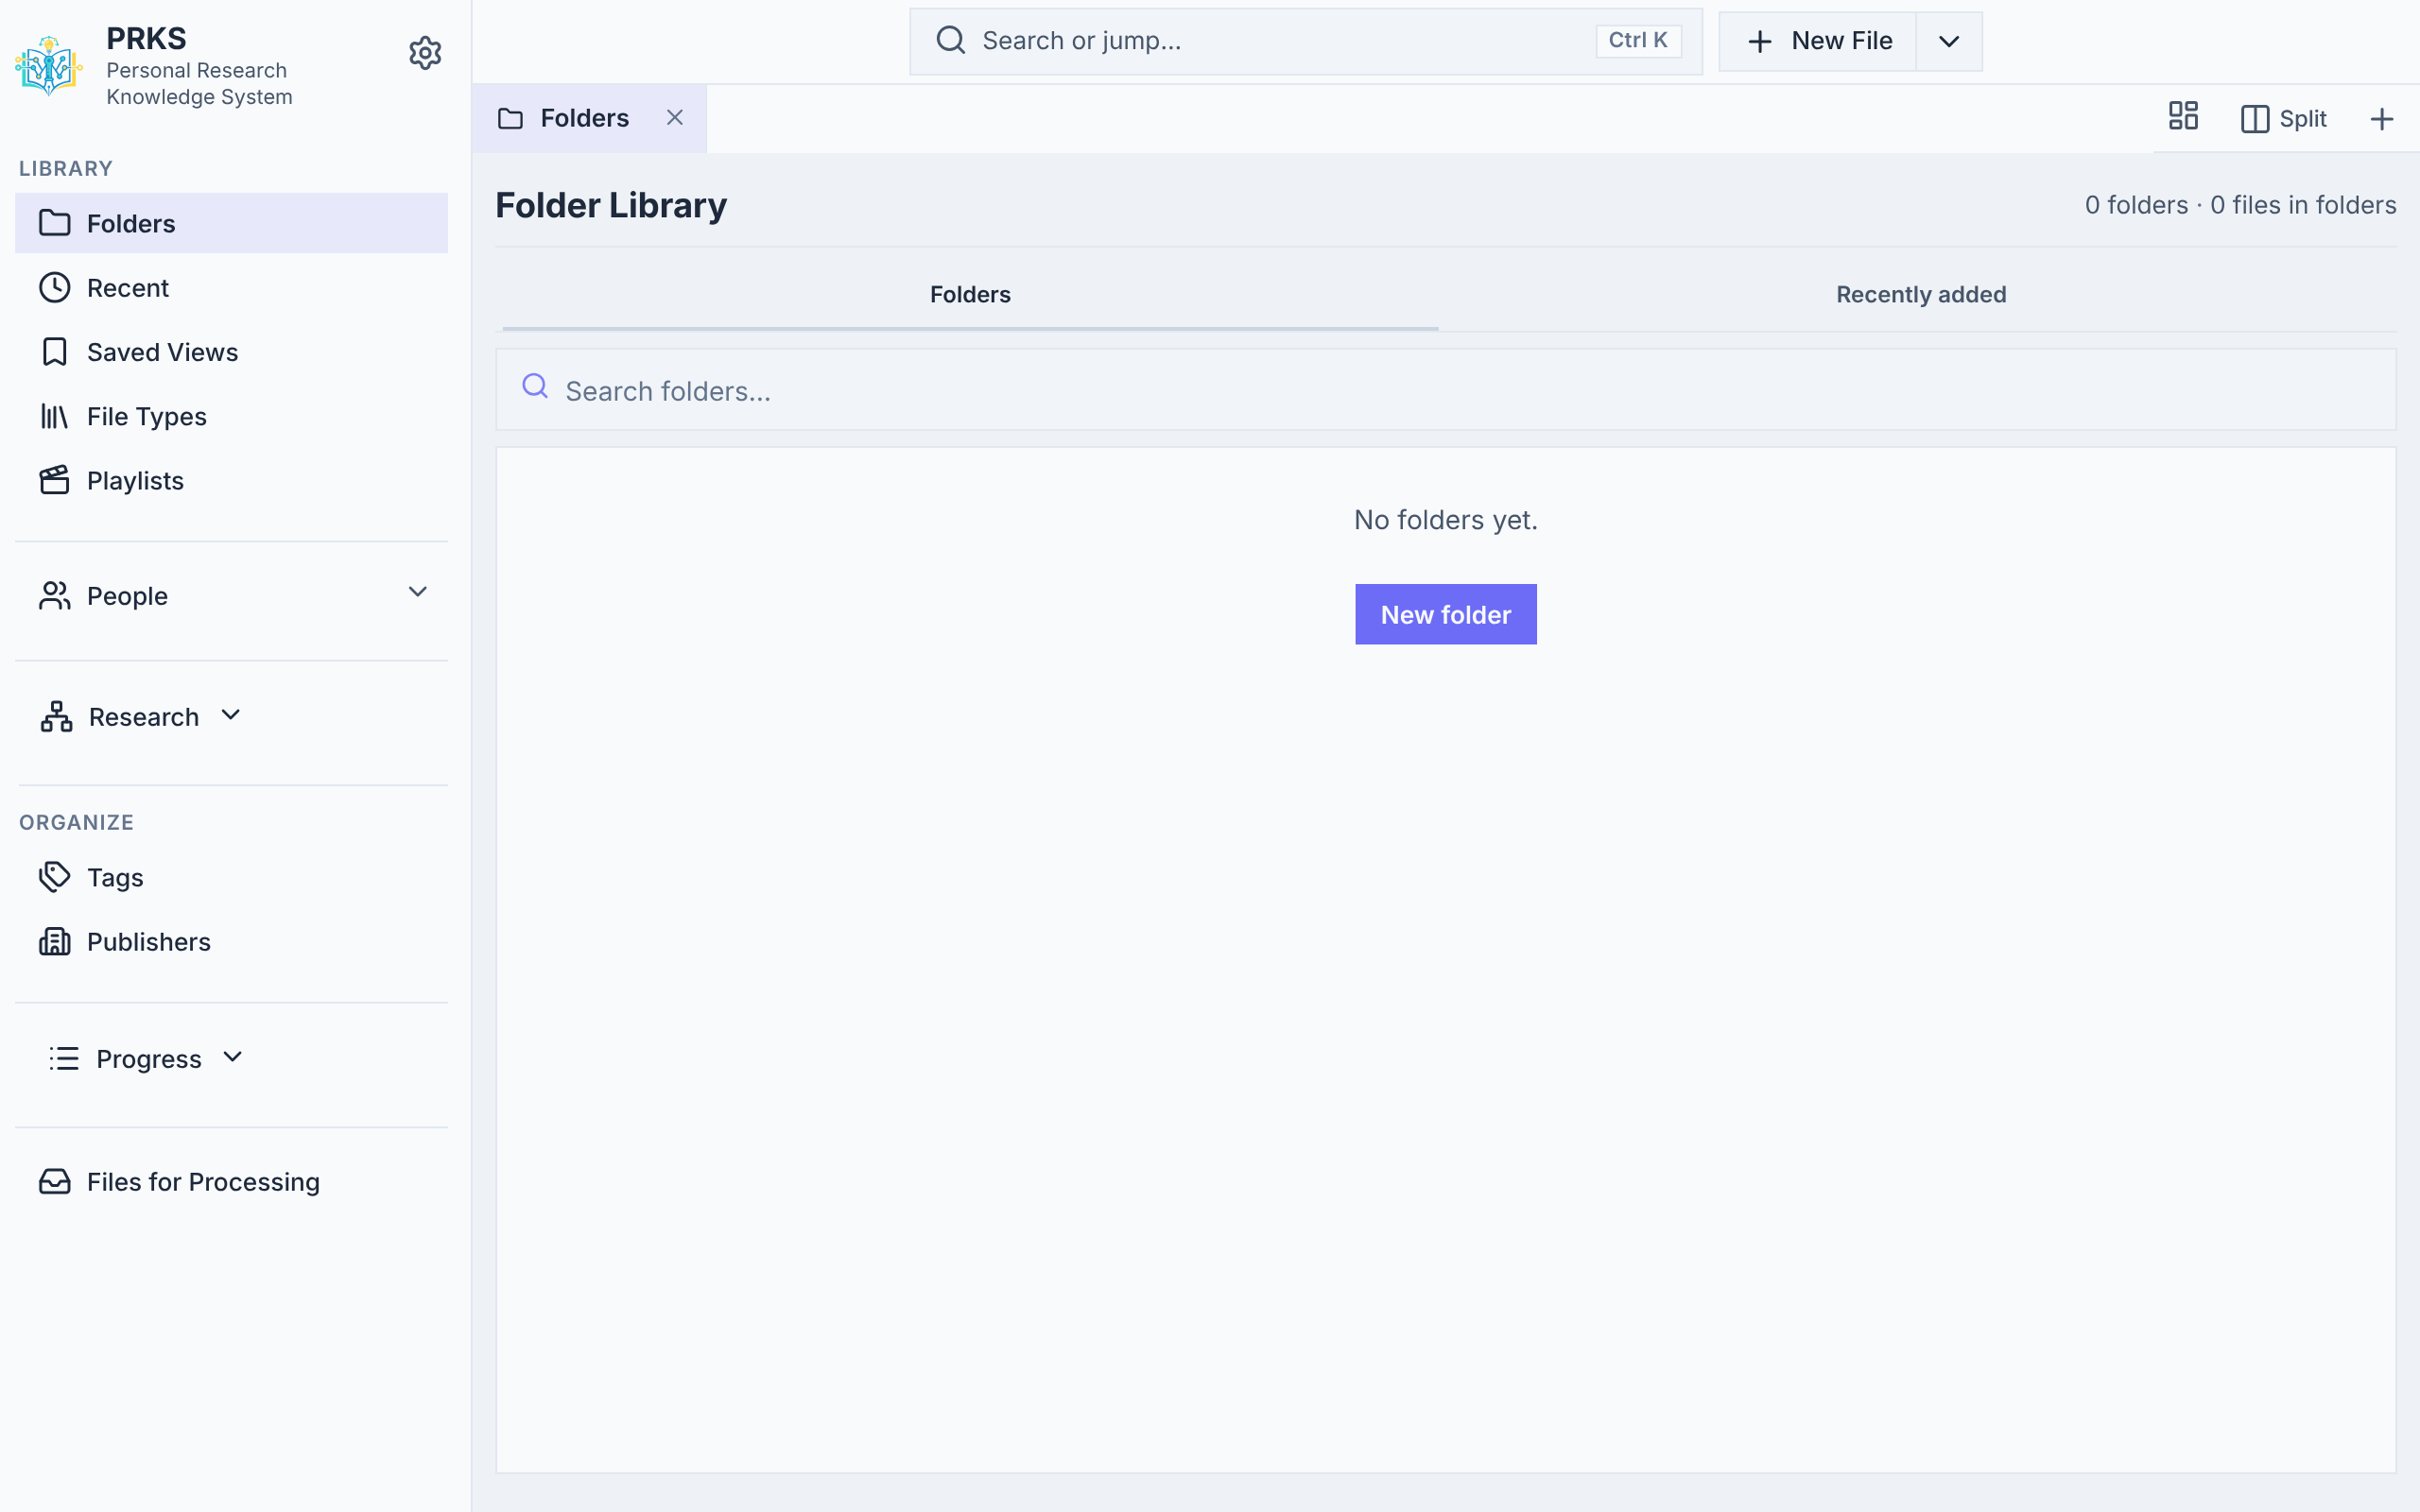 PRKS
Personal Research
Knowledge System
Search or jump...
Ctrl K
New File
Folders
Split
LIBRARY
Folders
Recent
Saved Views
File Types
Playlists
People
Research
ORGANIZE
Tags
Publishers
Progress
Files for Processing
Folder Library
0 folders · 0 files in folders
Folders
Recently added
Search folders...
No folders yet.
New folder